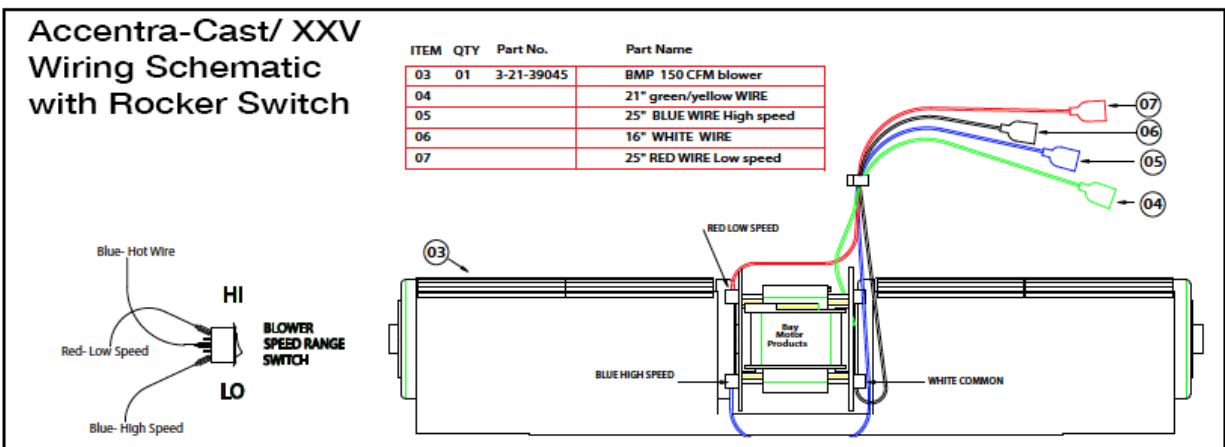 Accentra-Cast/ XXV
Wiring Schematic
with Rocker Switch
ITEM QTY Part No. Part Name
03 01 3-21-39045 BMP 150 CFM blower
04 21" green/yellow WIRE
05 25" BLUE WIRE High speed
06 16" WHITE WIRE
07 25" RED WIRE Low speed
07
06
05
04
RED LOW SPEED
03
Blue- Hot Wire
HI
BLOWER
SPEED RANGE
SWITCH
Red- Low Speed
LO
Blue- High Speed
Bay
Motor
Products
BLUE HIGH SPEED
WHITE COMMON